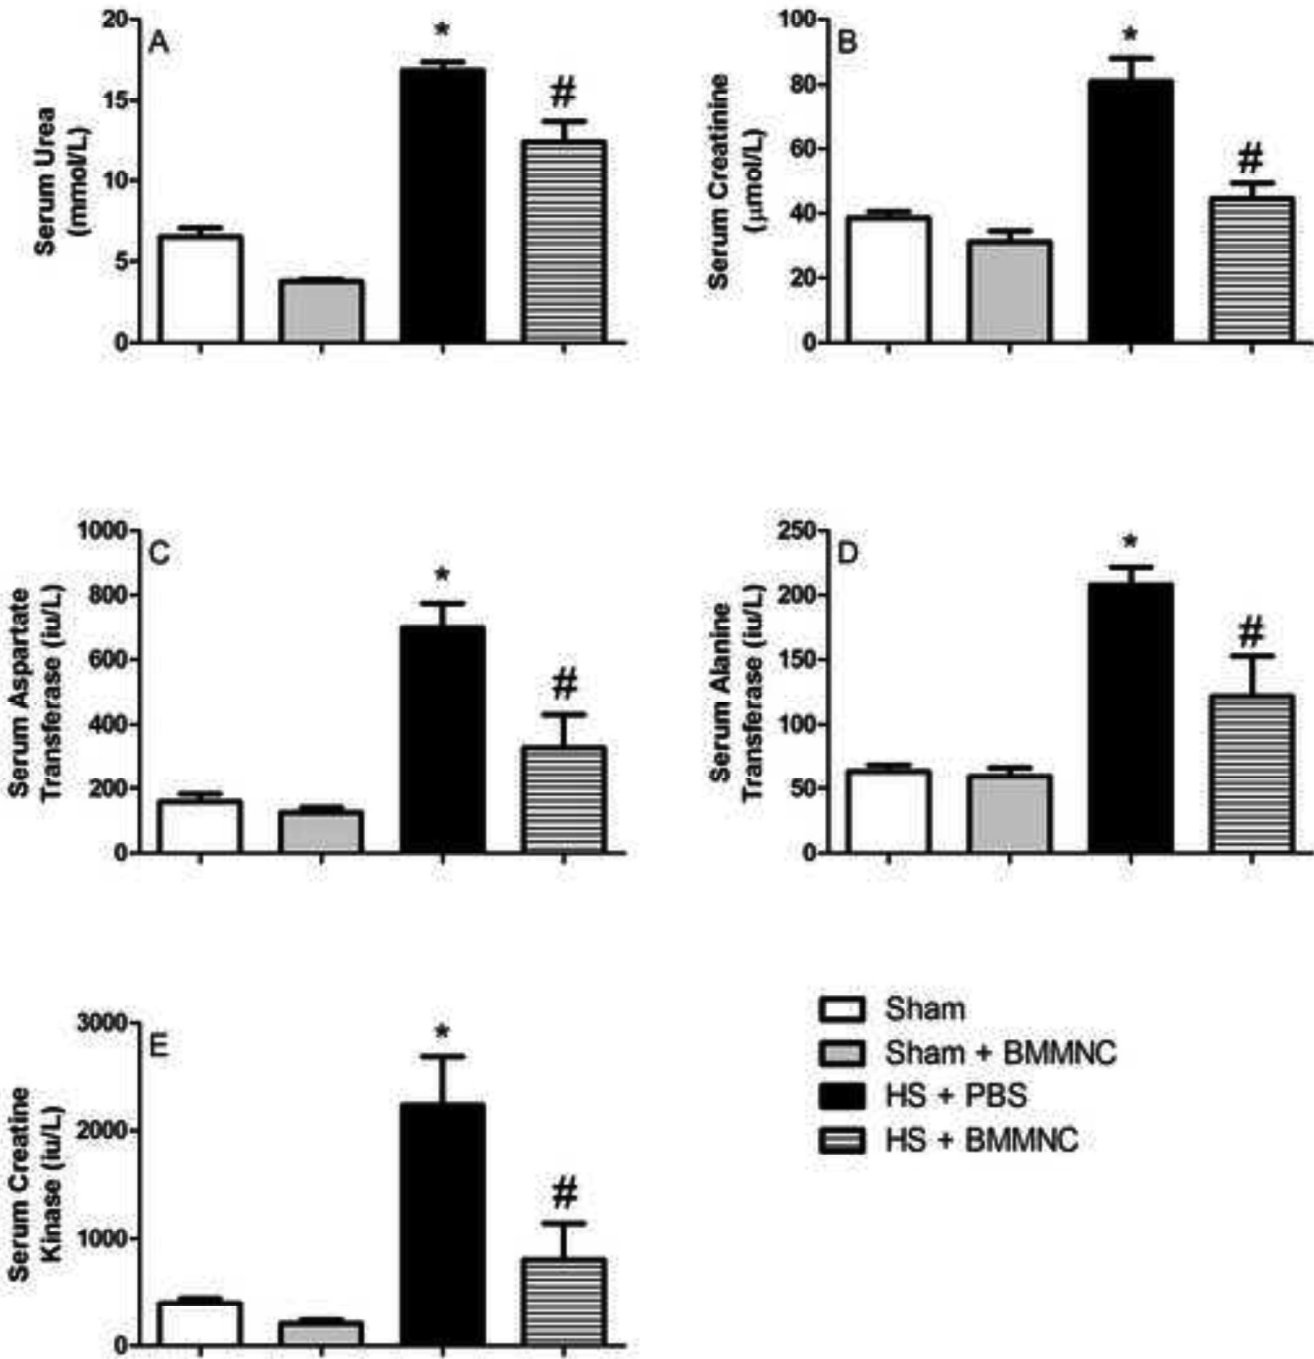 A
Serum Urea
(mmol/L)
20
15
10
5
0
*
#
B
Serum Creatinine
(µmol/L)
100
80
60
40
20
0
*
#
C
Serum Aspartate
Transferase (iu/L)
1000
800
600
400
200
0
*
#
D
Serum Alanine
Transferase (iu/L)
250
200
150
100
50
0
*
#
E
Serum Creatine
Kinase (iu/L)
3000
2000
1000
0
*
#
Sham
Sham + BMMNC
HS + PBS
HS + BMMNC